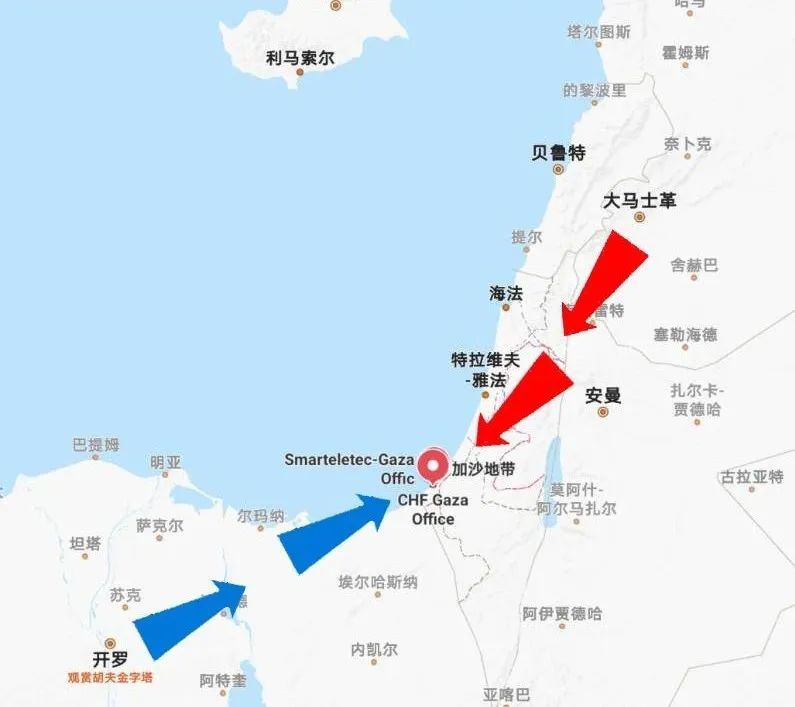 哈马
塔尔图斯
利马索尔
霍姆斯
的黎波里
奈卜克
贝鲁特
大马士革
提尔
舍赫巴
海法
雷特
塞勒海德
特拉维夫
-雅法
安曼
扎尔卡-
贾德哈
巴提姆
明亚
Smarteletec-Gaza
Offic
加沙地带
CHF Gaza
Office
古拉亚特
莫阿什-
阿尔马扎尔
尔玛纳
萨克尔
坦塔
苏克
埃尔哈斯纳
德
阿伊贾德哈
开罗
观赏胡夫金字塔
内凯尔
阿特奎
亚喀巴